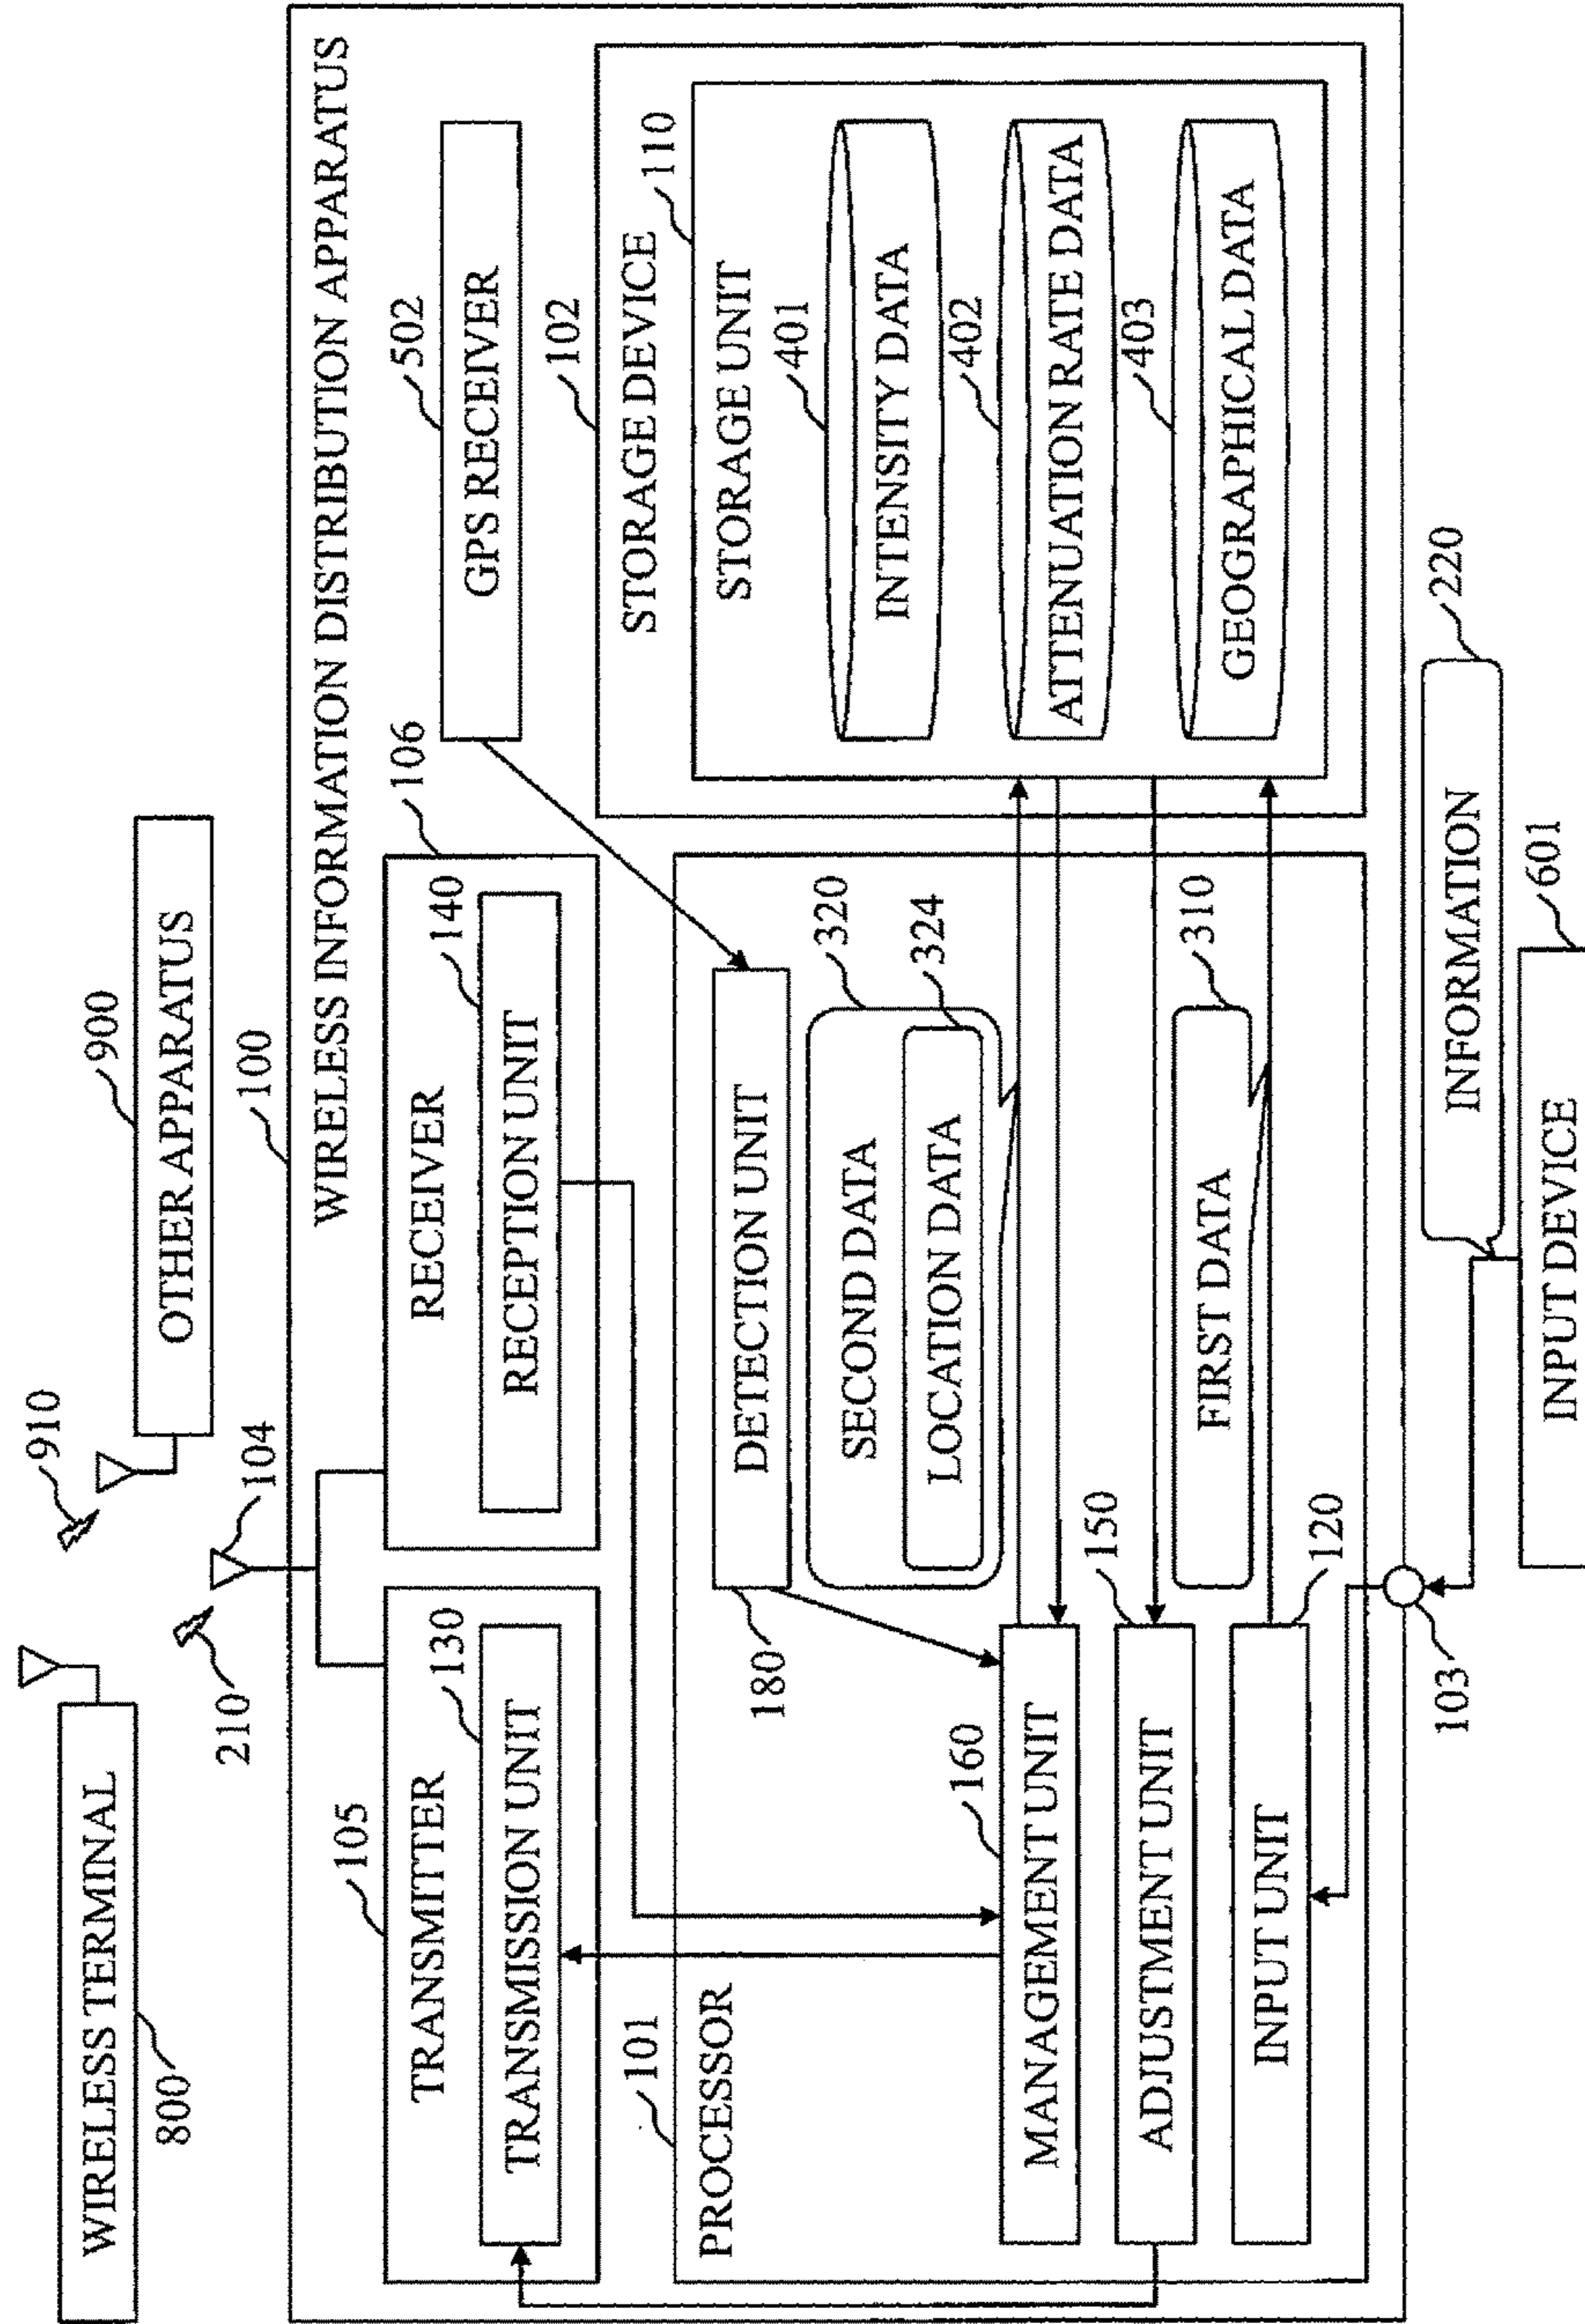 WIRELESS TERMINAL
800
210
910
104
OTHER APPARATUS
900
100
WIRELESS INFORMATION DISTRIBUTION APPARATUS
TRANSMITTER
105
TRANSMISSION UNIT
130
RECEIVER
106
RECEPTION UNIT
140
GPS RECEIVER
502
PROCESSOR
101
DETECTION UNIT
180
SECOND DATA
320
LOCATION DATA
324
MANAGEMENT UNIT
160
ADJUSTMENT UNIT
150
FIRST DATA
310
INPUT UNIT
120
STORAGE DEVICE
102
STORAGE UNIT
110
INTENSITY DATA
401
ATTENUATION RATE DATA
402
GEOGRAPHICAL DATA
403
103
INFORMATION
220
INPUT DEVICE
601